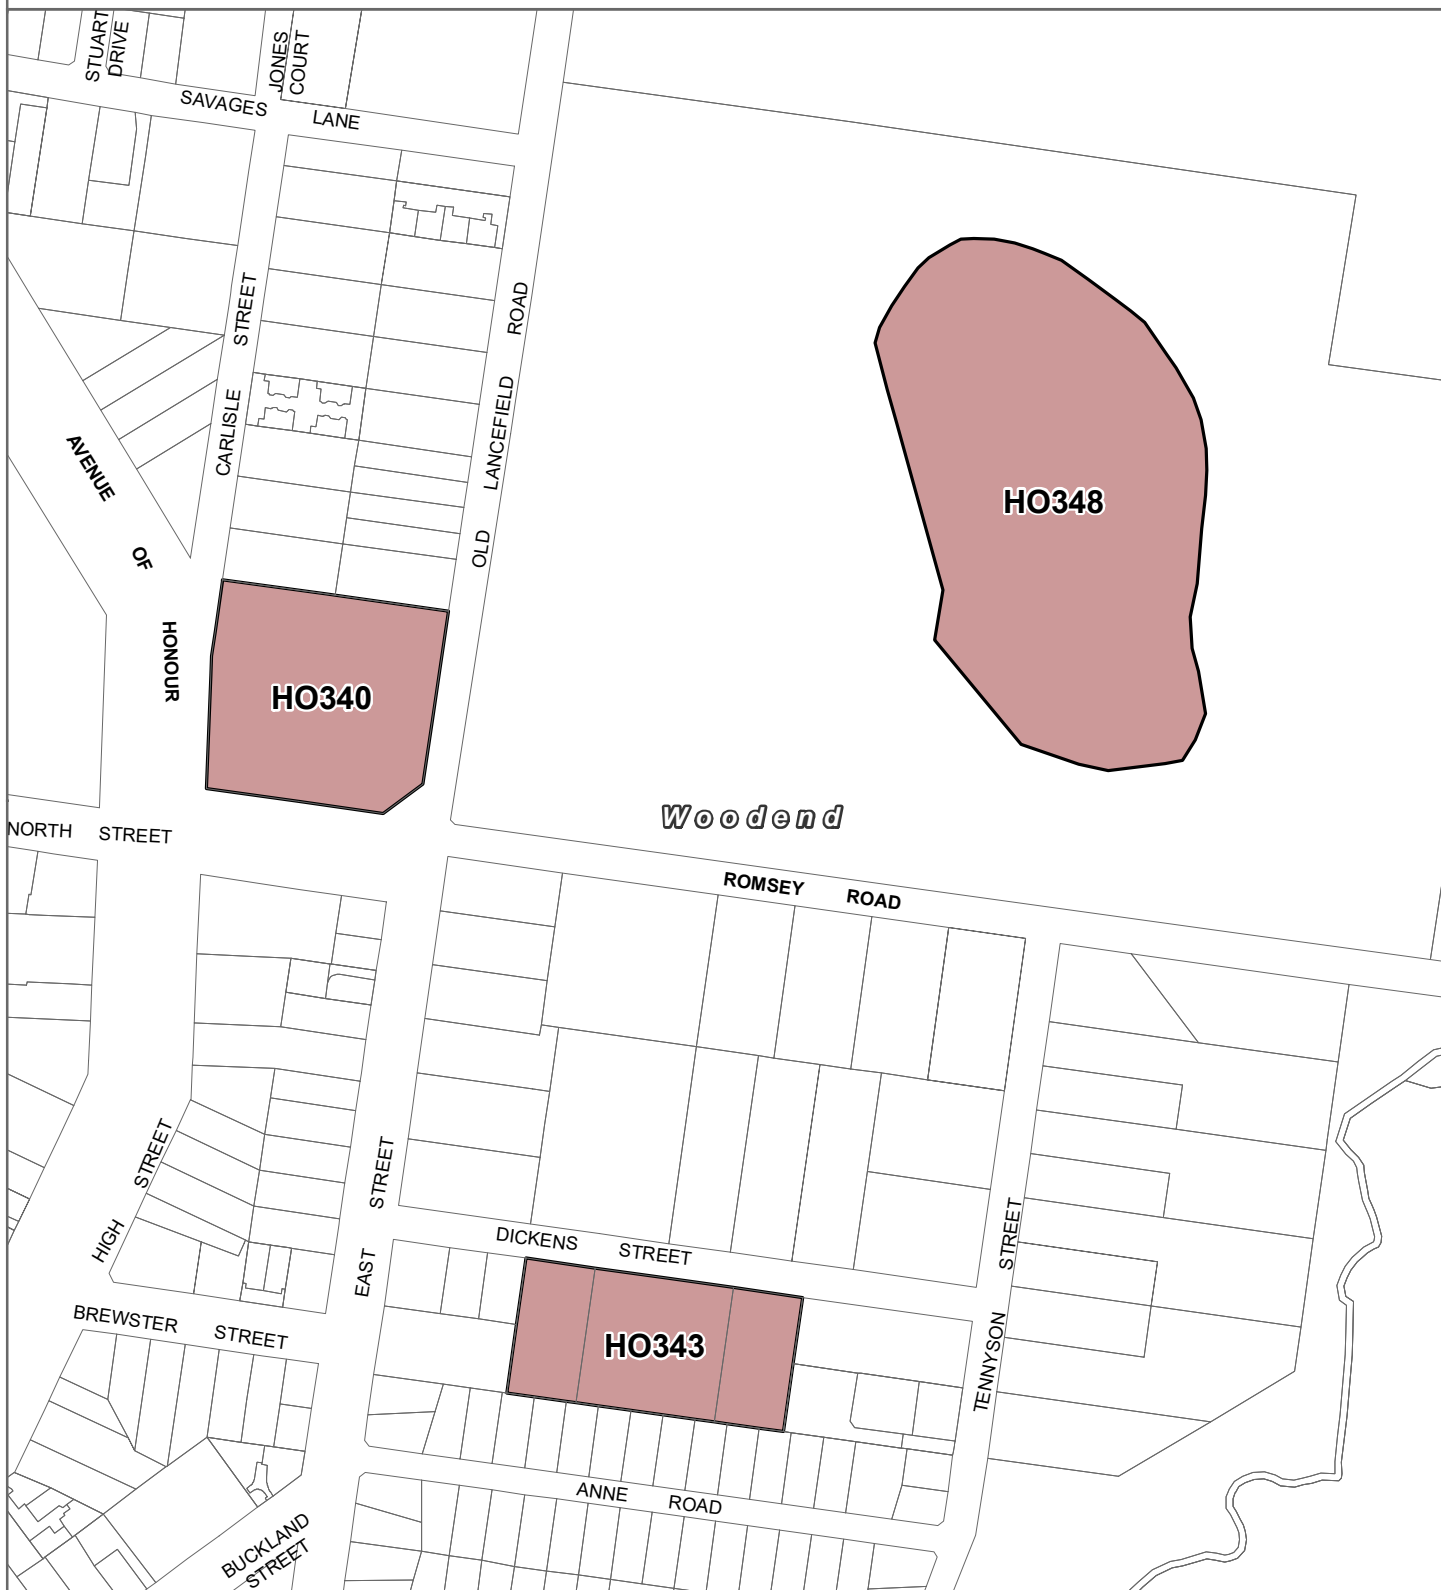 STUART
DRIVE
JONES
COURT
SAVAGES LANE
CARLISLE STREET
OLD LANCEFIELD ROAD
AVENUE OF HONOUR
HO348
HO340
Woodend
NORTH STREET
ROMSEY ROAD
HIGH STREET
EAST STREET
DICKENS STREET
TENNYSON STREET
HO343
BREWSTER STREET
ANNE ROAD
BUCKLAND
STREET